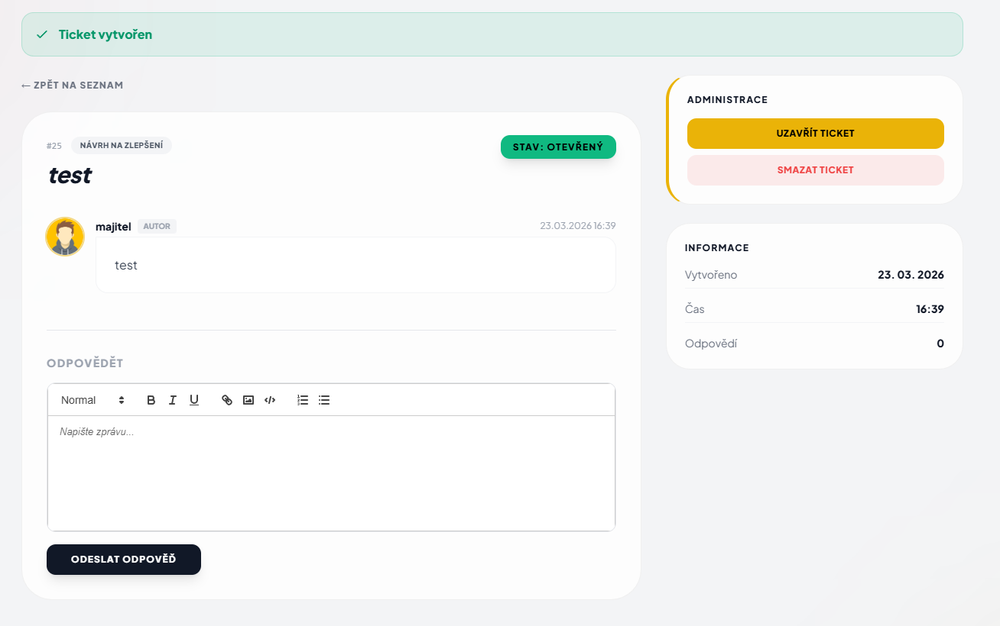 Ticket vytvořen
← ZPĚT NA SEZNAM
#25 NÁVRH NA ZLEPŠENÍ
STAV: OTEVŘENÝ
test
majitel AUTOR 23.03.2026 16:39
test
ODPOVĚDĚT
Normal
Napište zprávu...
ODESLAT ODPOVĚĎ
ADMINISTRACE
UZAVŘÍT TICKET
SMAZAT TICKET
INFORMACE
Vytvořeno 23. 03. 2026
Čas 16:39
Odpovědí 0